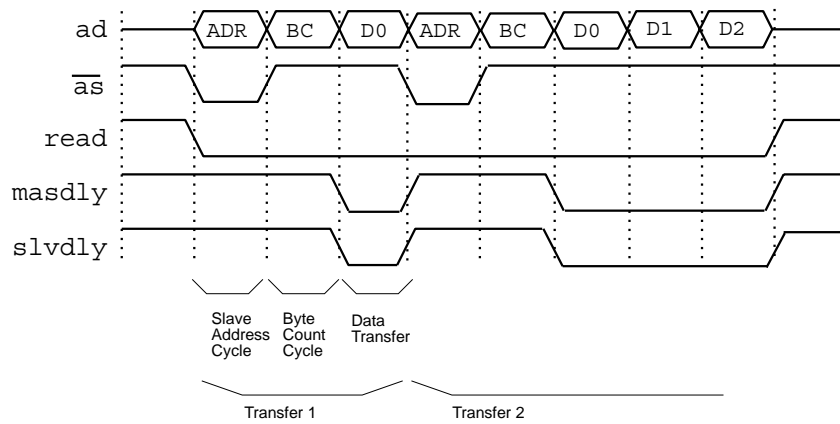 ad ADR BC D0 ADR BC D0 D1 D2
as
read
masdly
slvdly
Slave Address Cycle
Byte Count Cycle
Data Transfer
Transfer 1 Transfer 2